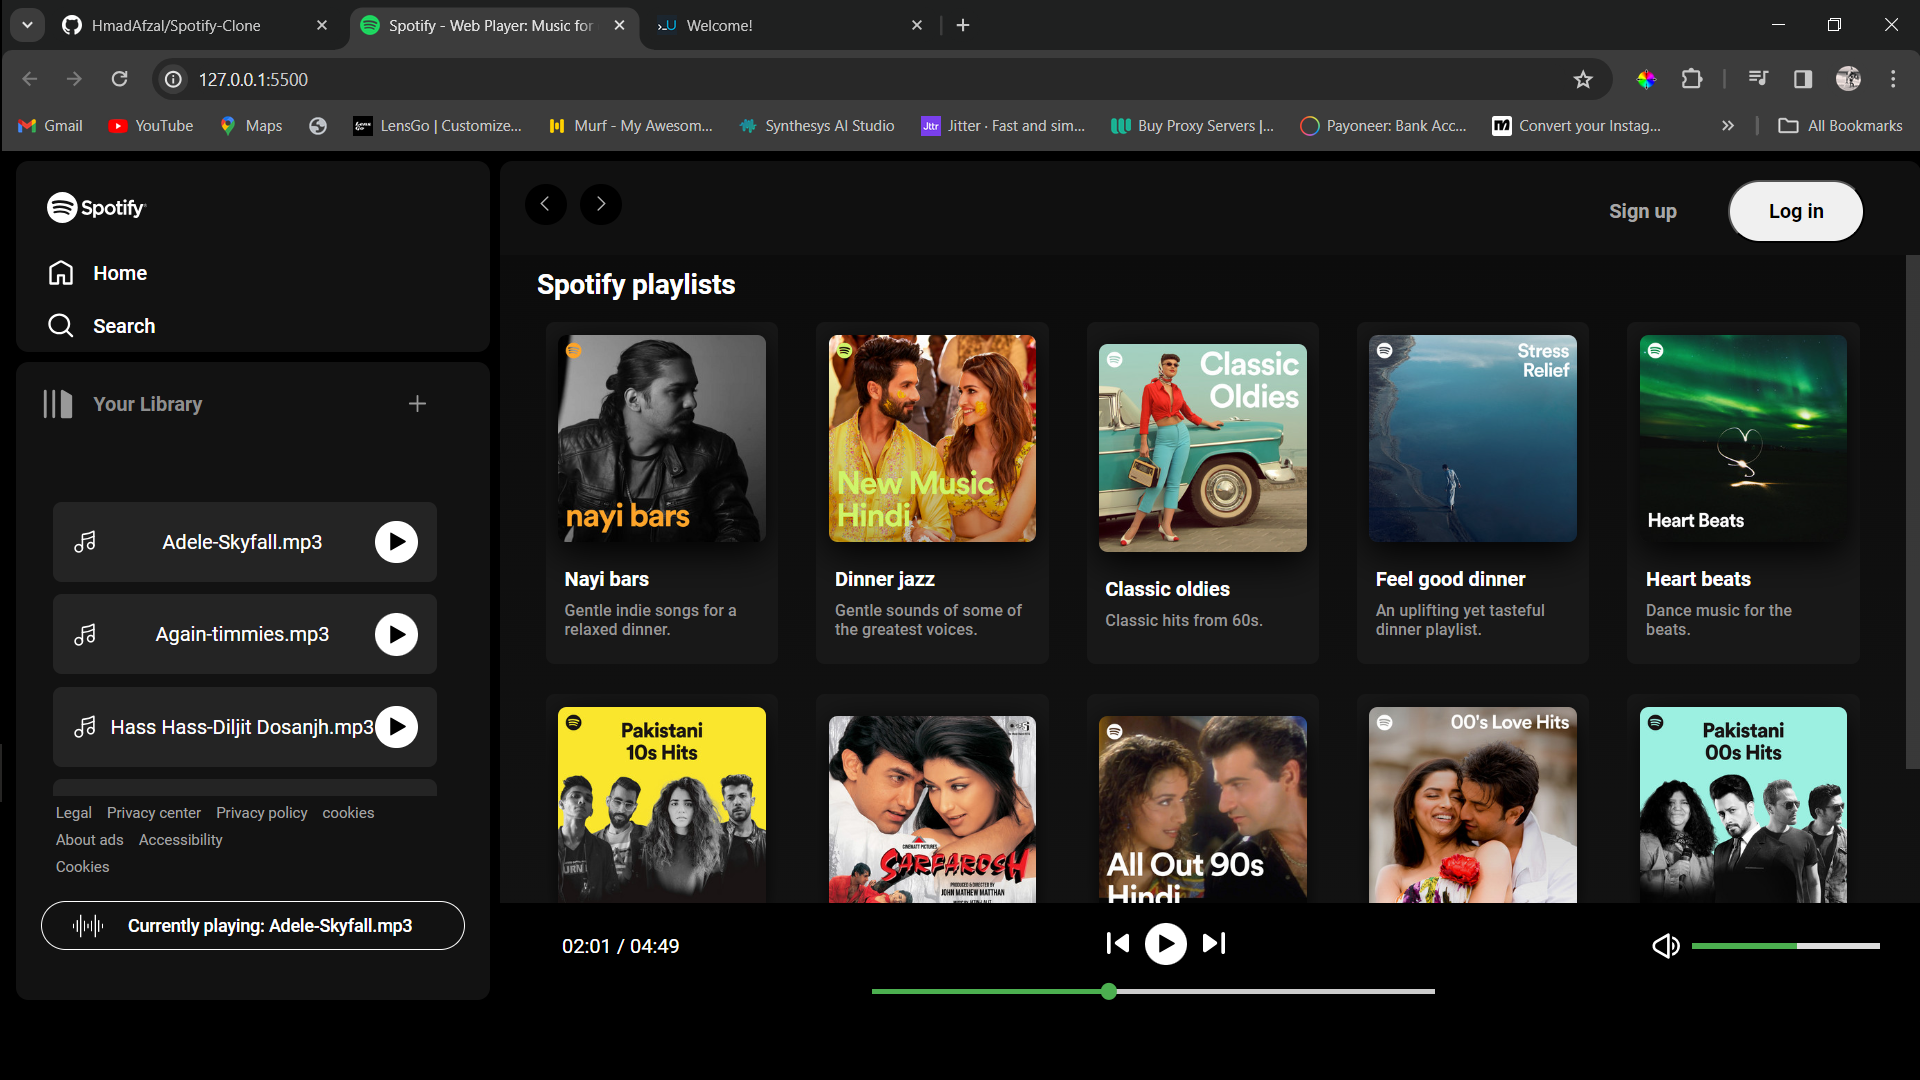 HmadAfzal/Spotify-Clone
Spotify - Web Player: Music for
Welcome!
127.0.0.1:5500
Gmail
YouTube
Maps
LensGo | Customize...
Murf - My Awesom...
Synthesys AI Studio
Jitter · Fast and sim...
Buy Proxy Servers |...
Payoneer: Bank Acc...
Convert your Instag...
All Bookmarks
Spotify
Home
Search
Your Library
Adele-Skyfall.mp3
Again-timmies.mp3
Hass Hass-Diljit Dosanjh.mp3
Legal Privacy center Privacy policy cookies
About ads Accessibility
Cookies
Currently playing: Adele-Skyfall.mp3
Sign up
Log in
Spotify playlists
nayi bars
Nayi bars
Gentle indie songs for a
relaxed dinner.
New Music
Hindi
Dinner jazz
Gentle sounds of some of
the greatest voices.
Classic
Oldies
Classic oldies
Classic hits from 60s.
Stress
Relief
Feel good dinner
An uplifting yet tasteful
dinner playlist.
Heart Beats
Heart beats
Dance music for the
beats.
Pakistani
10s Hits
SARFAROSH
PRODUCED & DIRECTED BY
JOHN MATHEW MATTHAN
All Out 90s
Hindi
00's Love Hits
Pakistani
00s Hits
02:01 / 04:49